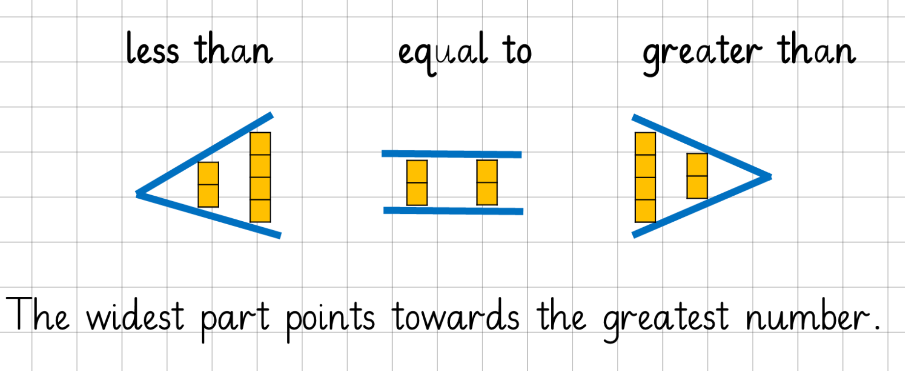 less than equal to greater than
The widest part points towards the greatest number.